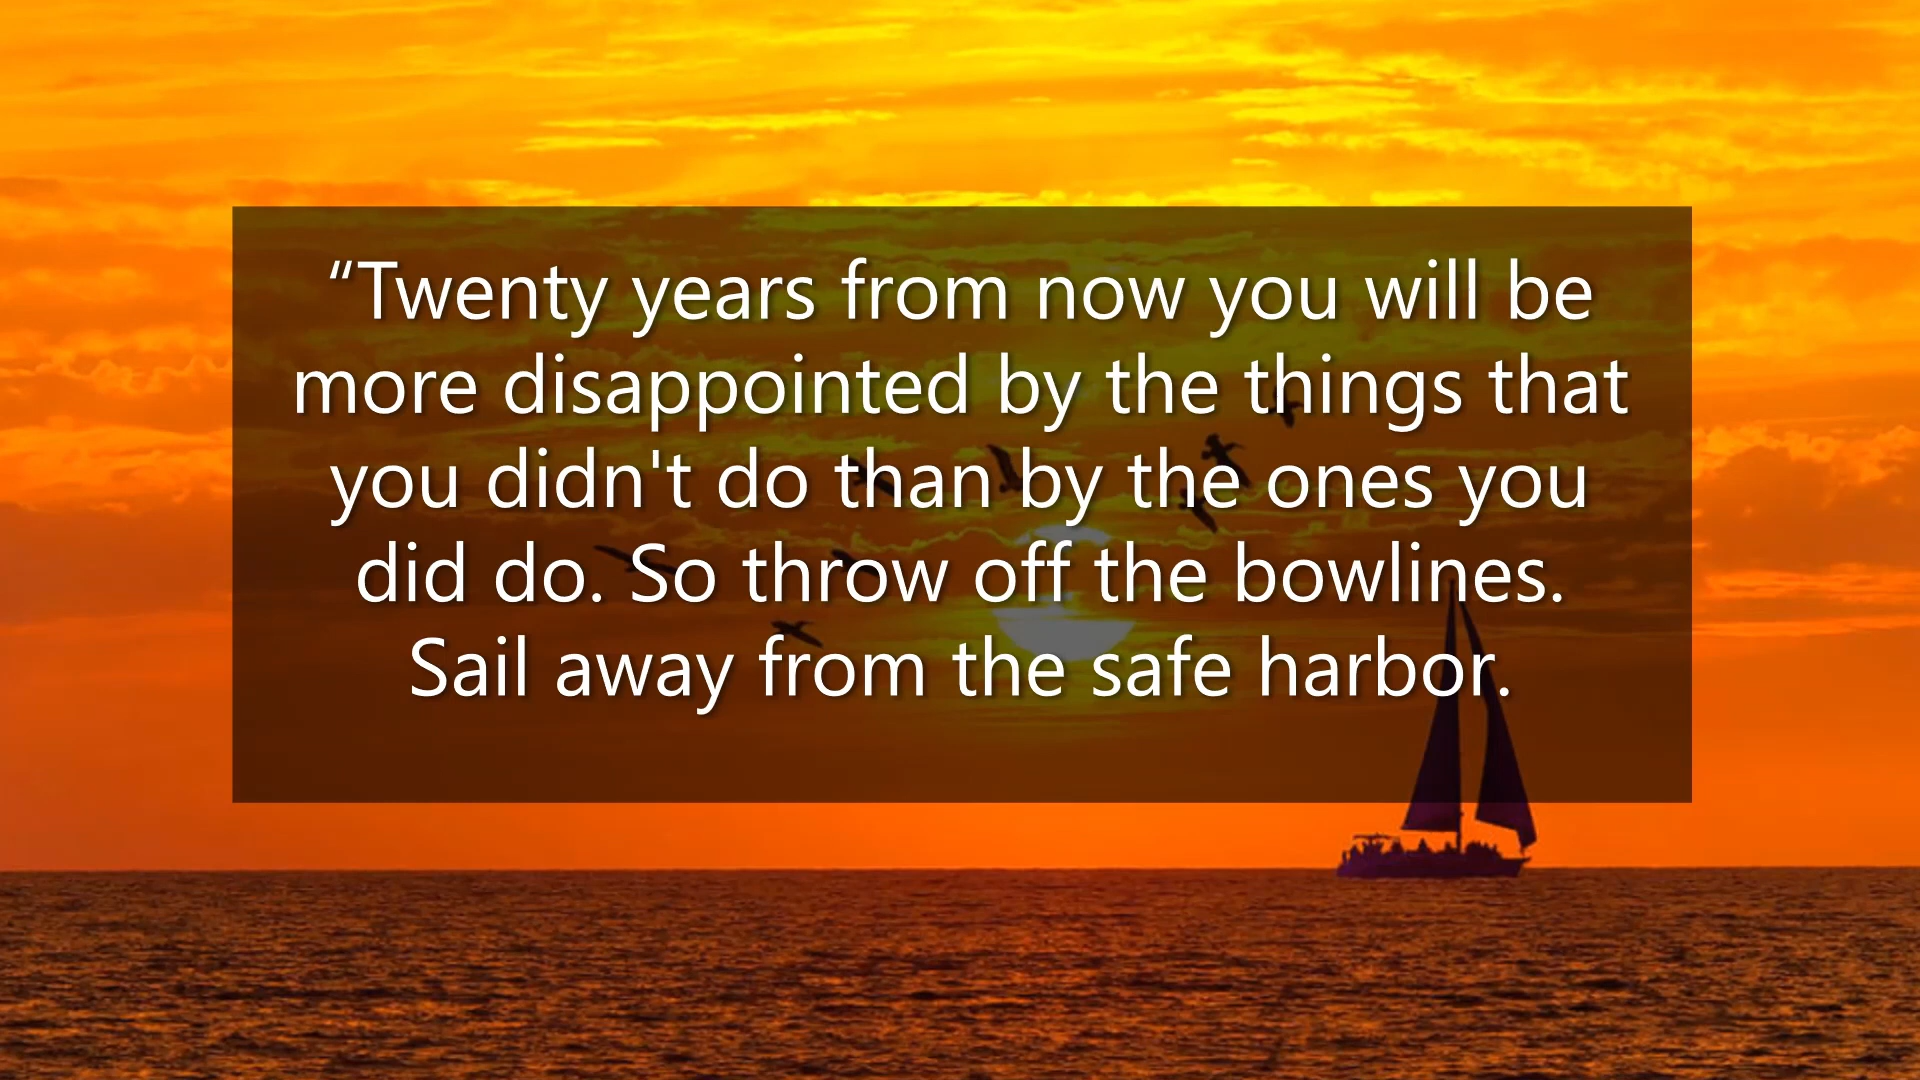 “Twenty years from now you will be
more disappointed by the things that
you didn't do than by the ones you
did do. So throw off the bowlines.
Sail away from the safe harbor.